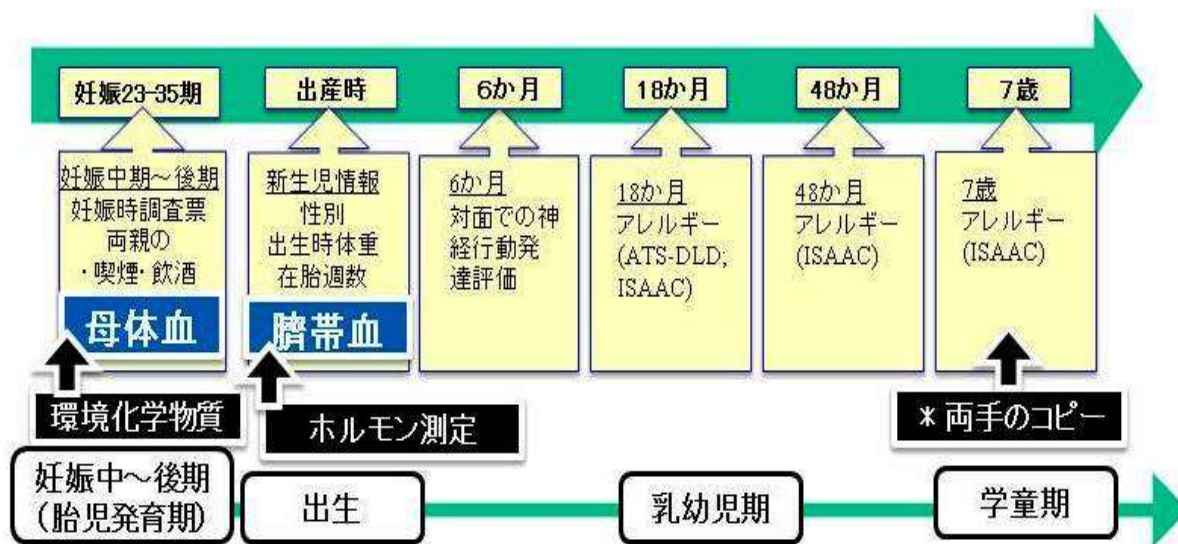 妊娠23-35期
出産時
6か月
18か月
48か月
7歳
妊娠中期～後期
妊娠時調査票
両親の
・喫煙・飲酒
母体血
新生児情報
性別
出生時体重
在胎週数
臍帯血
6か月
対面での神
経行動発
達評価
18か月
アレルギー
(ATS-DLD;
ISAAC)
48か月
アレルギー
(ISAAC)
7歳
アレルギー
(ISAAC)
環境化学物質
ホルモン測定
＊両手のコピー
妊娠中～後期
(胎児発育期)
出生
乳幼児期
学童期